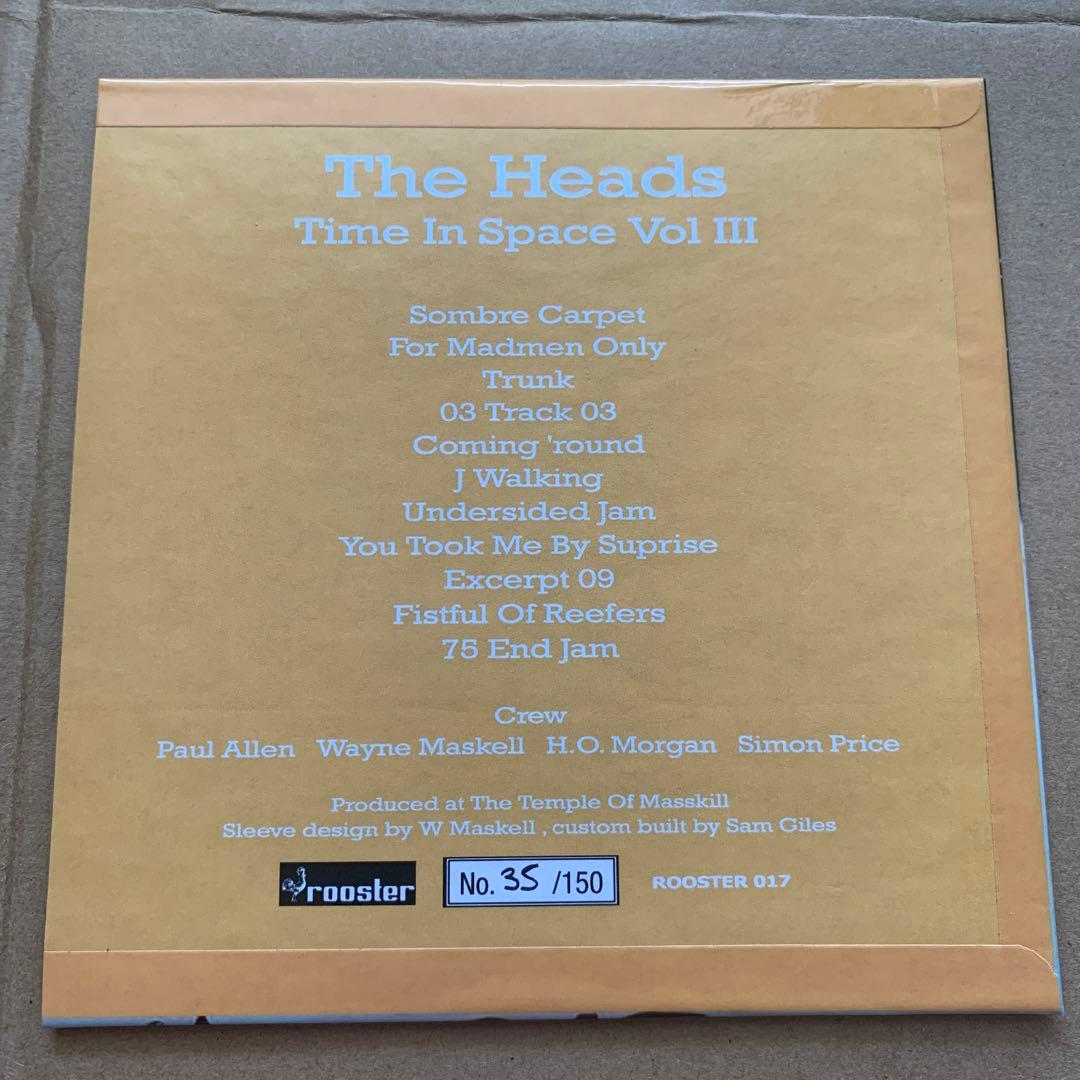 The Heads
Time In Space Vol III
Sombre Carpet
For Madmen Only
Trunk
03 Track 03
Coming 'round
J Walking
Undersided Jam
You Took Me By Suprise
Excerpt 09
Fistful Of Reefers
75 End Jam
Crew
Paul Allen Wayne Maskell H.O. Morgan Simon Price
Produced at The Temple Of Masskill
Sleeve design by W Maskell , custom built by Sam Giles
rooster No. 35 /150 ROOSTER 017